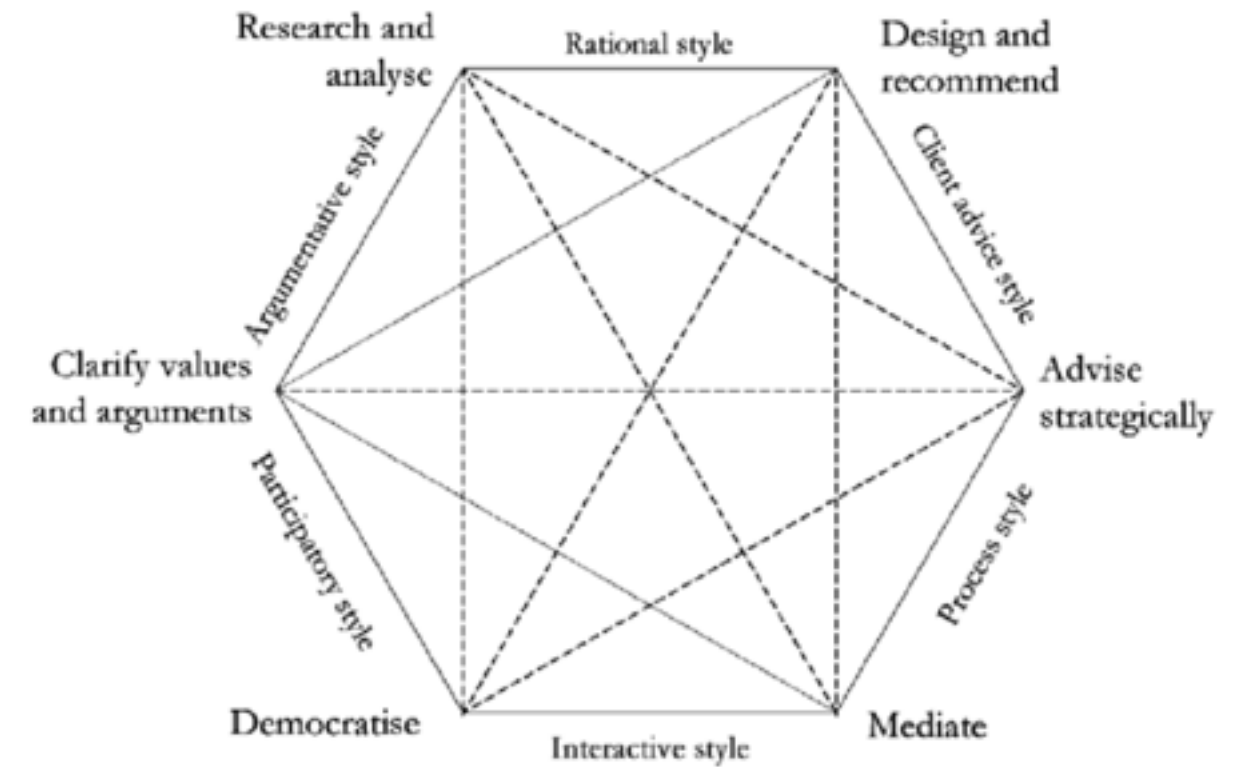 Research and
analyse
Rational style
Design and
recommend
Argumentative style
Client advice style
Clarify values
and arguments
Advise
strategically
Participatory style
Process style
Democratise
Interactive style
Mediate